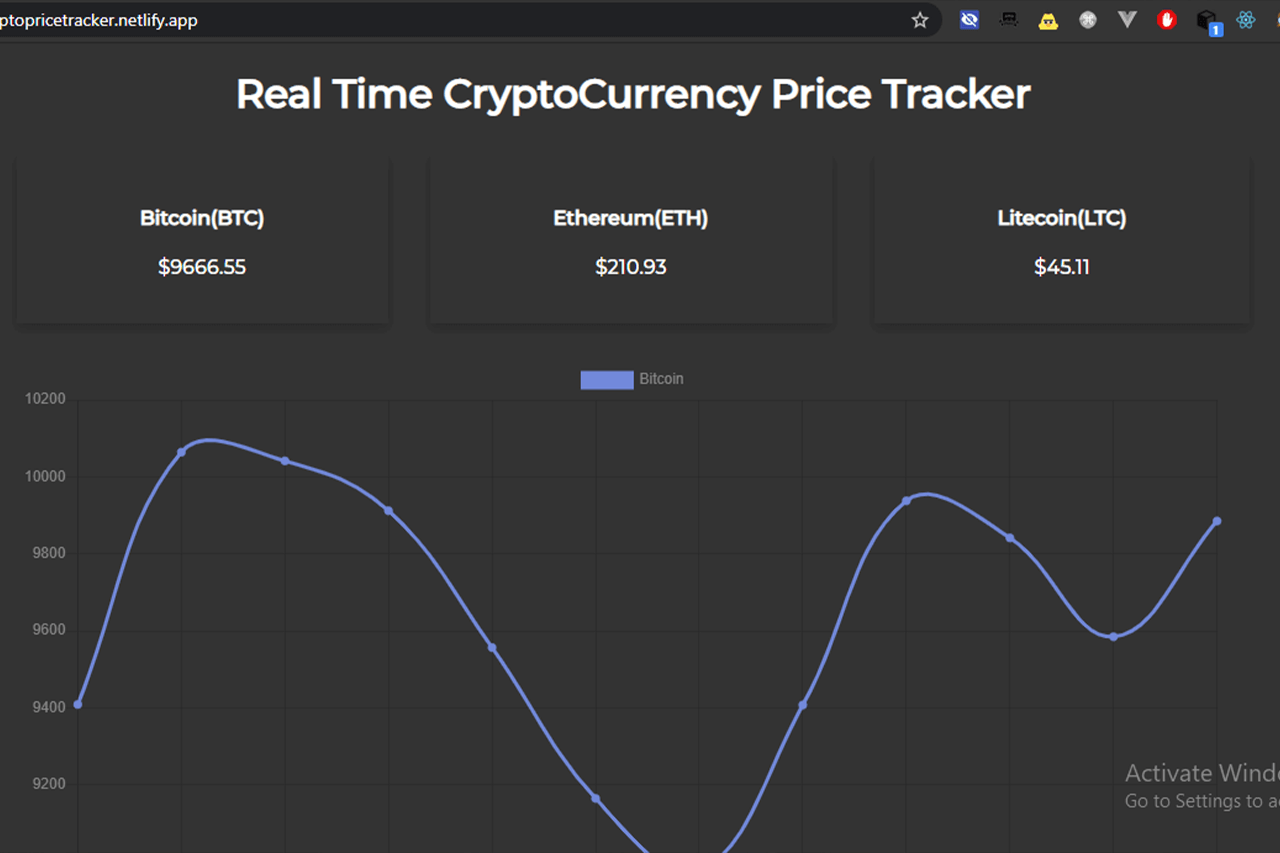 ptopricetracker.netlify.app
1
Real Time CryptoCurrency Price Tracker
Bitcoin(BTC)
$9666.55
Ethereum(ETH)
$210.93
Litecoin(LTC)
$45.11
Bitcoin
10200
10000
9800
9600
9400
9200
Activate Windo
Go to Settings to a